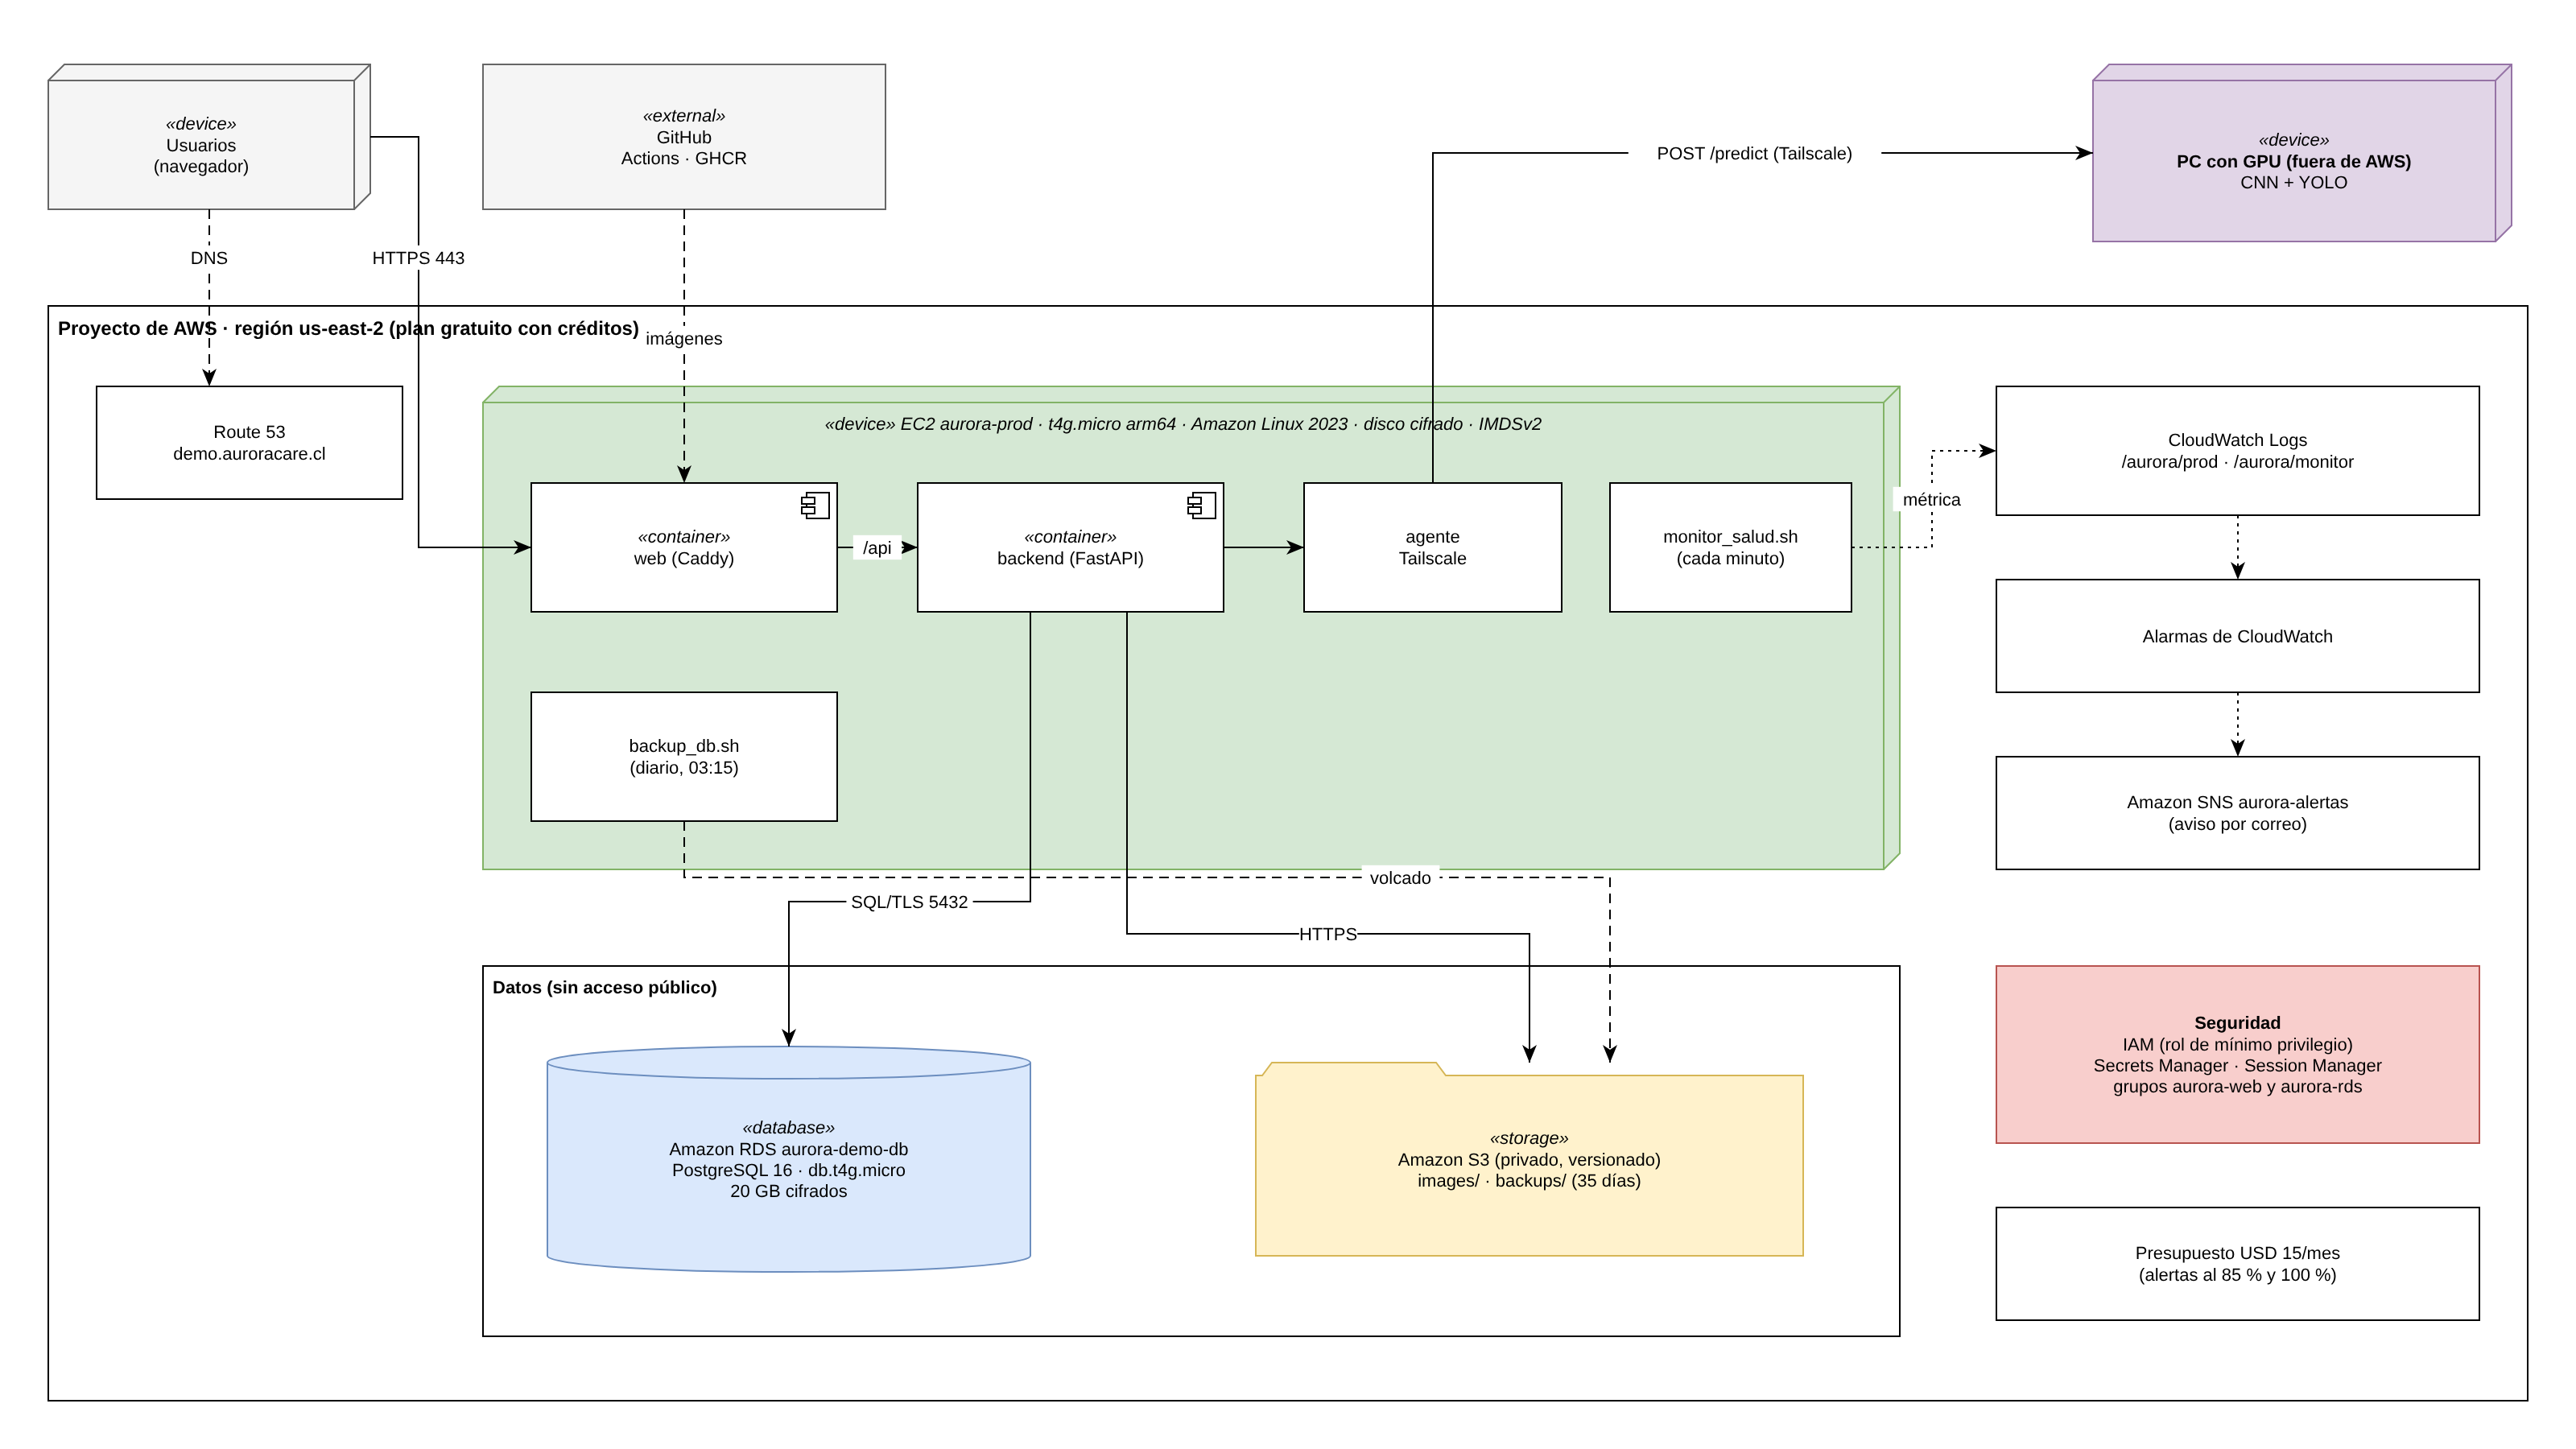 «device»
Usuarios
(navegador)
«external»
GitHub
Actions · GHCR
POST /predict (Tailscale)
«device»
PC con GPU (fuera de AWS)
CNN + YOLO
DNS
HTTPS 443
Proyecto de AWS · región us-east-2 (plan gratuito con créditos)
imágenes
Route 53
demo.auroracare.cl
«device» EC2 aurora-prod · t4g.micro arm64 · Amazon Linux 2023 · disco cifrado · IMDSv2
«container»
web (Caddy)
/api
«container»
backend (FastAPI)
agente
Tailscale
monitor_salud.sh
(cada minuto)
métrica
CloudWatch Logs
/aurora/prod · /aurora/monitor
Alarmas de CloudWatch
backup_db.sh
(diario, 03:15)
Amazon SNS aurora-alertas
(aviso por correo)
volcado
SQL/TLS 5432
HTTPS
Datos (sin acceso público)
«database»
Amazon RDS aurora-demo-db
PostgreSQL 16 · db.t4g.micro
20 GB cifrados
«storage»
Amazon S3 (privado, versionado)
images/ · backups/ (35 días)
Seguridad
IAM (rol de mínimo privilegio)
Secrets Manager · Session Manager
grupos aurora-web y aurora-rds
Presupuesto USD 15/mes
(alertas al 85 % y 100 %)